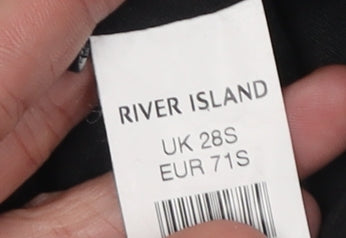 RIVER ISLAND
UK 28S
EUR 71S